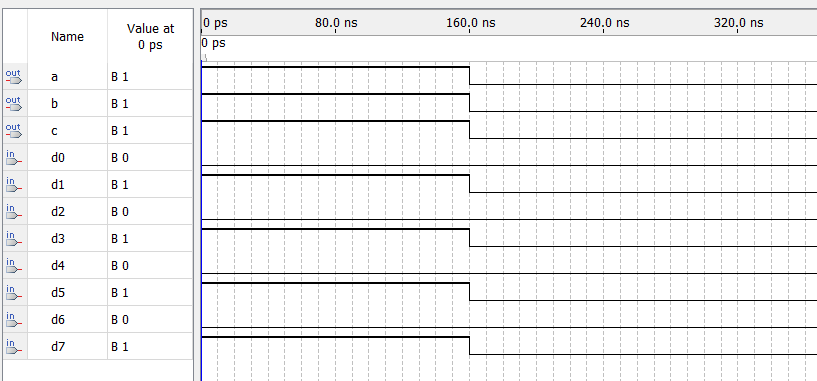 Name Value at 0 ps 0 ps 80.0 ns 160.0 ns 240.0 ns 320.0 ns
0 ps
out a B 1
out b B 1
out c B 1
in d0 B 0
in d1 B 1
in d2 B 0
in d3 B 1
in d4 B 0
in d5 B 1
in d6 B 0
in d7 B 1